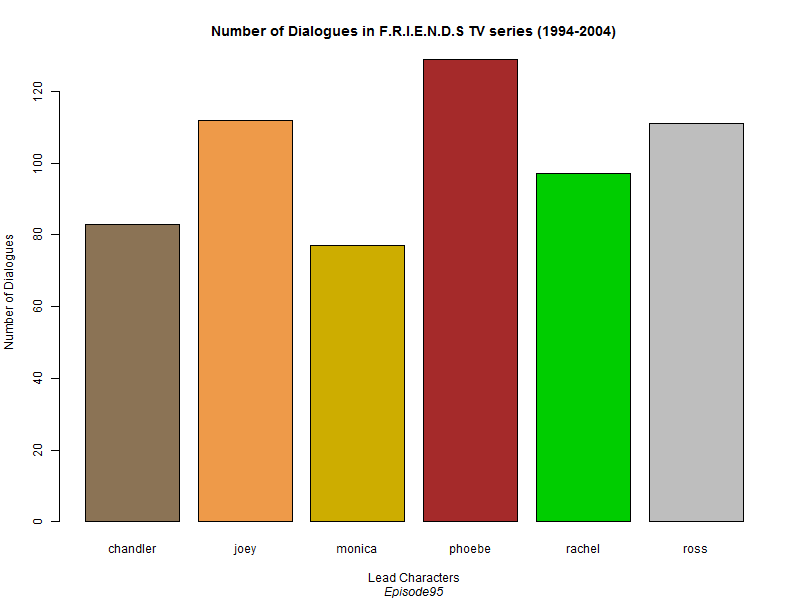 Number of Dialogues in F.R.I.E.N.D.S TV series (1994-2004)
Number of Dialogues
120
100
80
60
40
20
0
chandler joey monica phoebe rachel ross
Lead Characters
Episode95